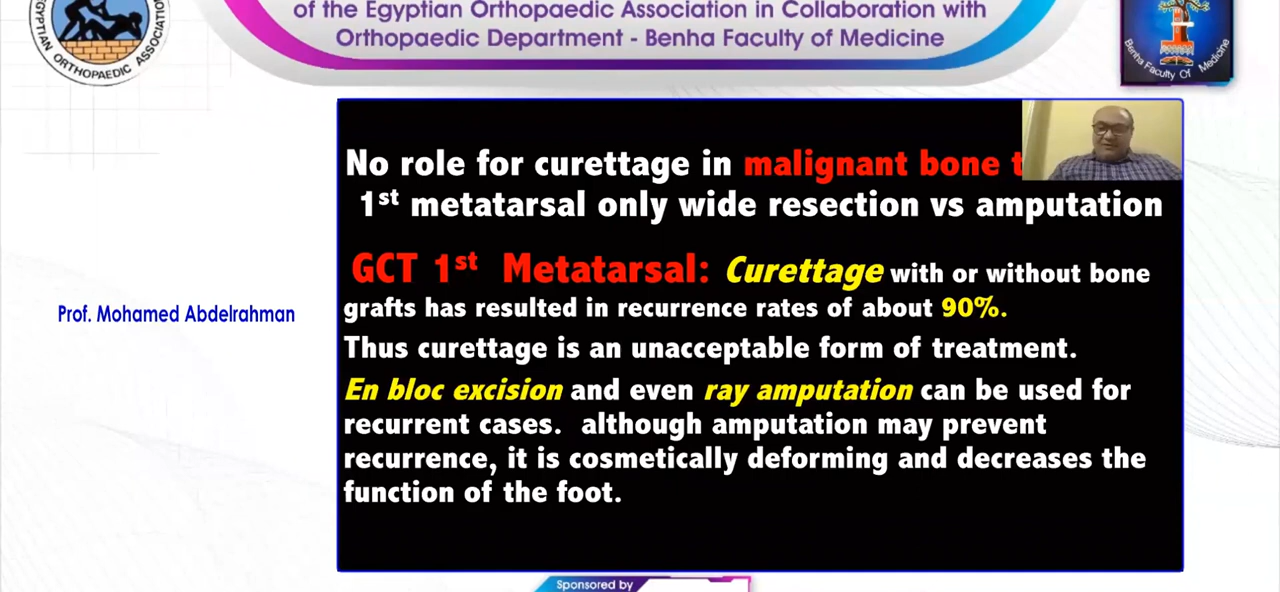 of the Egyptian Orthopaedic Association in Collaboration with
Orthopaedic Department - Benha Faculty of Medicine
EGYPTIAN ORTHOPAEDIC ASSOCIATION
Benha Faculty Of Medicine
No role for curettage in malignant bone
1st metatarsal only wide resection vs amputation
GCT 1st Metatarsal: Curettage with or without bone
grafts has resulted in recurrence rates of about 90%.
Thus curettage is an unacceptable form of treatment.
En bloc excision and even ray amputation can be used for
recurrent cases. although amputation may prevent
recurrence, it is cosmetically deforming and decreases the
function of the foot.
Prof. Mohamed Abdelrahman
Sponsored by